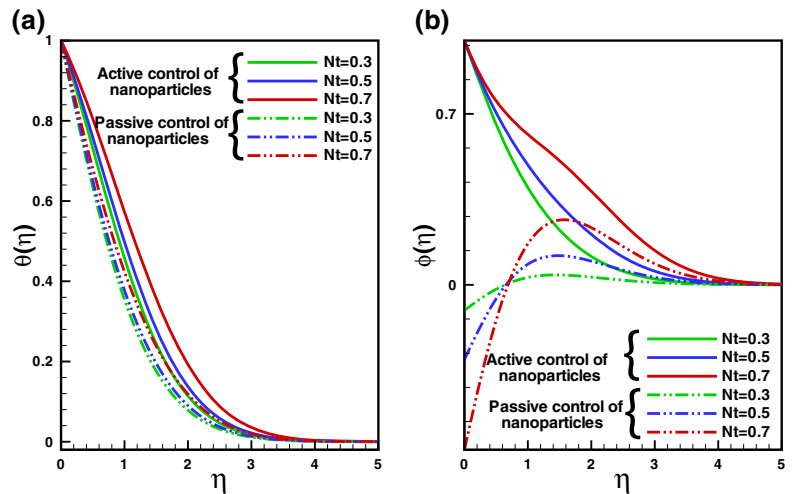 (a)
1
0.8
0.6
0.4
0.2
0
θ(η)
0 1 2 3 4 5
η
Active control of
nanoparticles
{
Nt=0.3
Nt=0.5
Nt=0.7
Passive control of
nanoparticles
{
Nt=0.3
Nt=0.5
Nt=0.7
(b)
0.7
0
ϕ(η)
0 1 2 3 4 5
η
Active control of
nanoparticles
{
Nt=0.3
Nt=0.5
Nt=0.7
Passive control of
nanoparticles
{
Nt=0.3
Nt=0.5
Nt=0.7